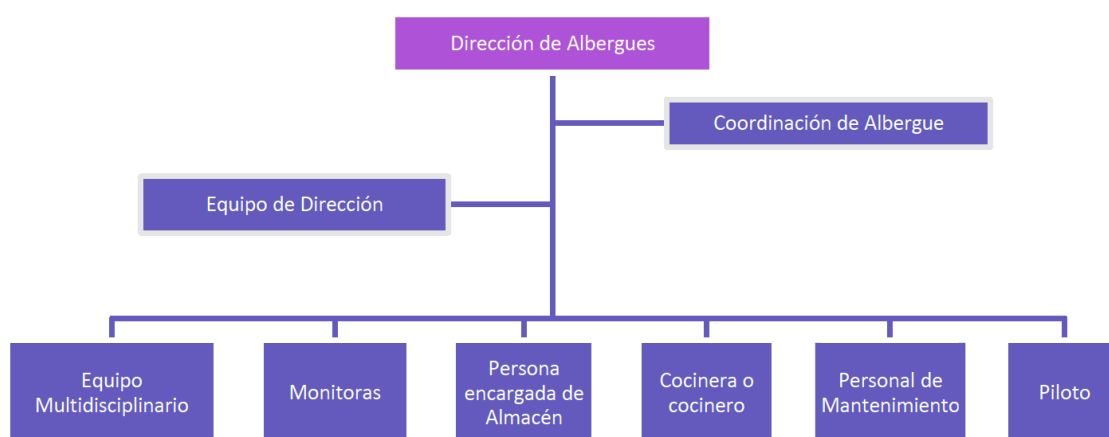 Dirección de Albergues
Coordinación de Albergue
Equipo de Dirección
Equipo
Multidisciplinario
Monitoras
Persona
encargada de
Almacén
Cocinera o
cocinero
Personal de
Mantenimiento
Piloto